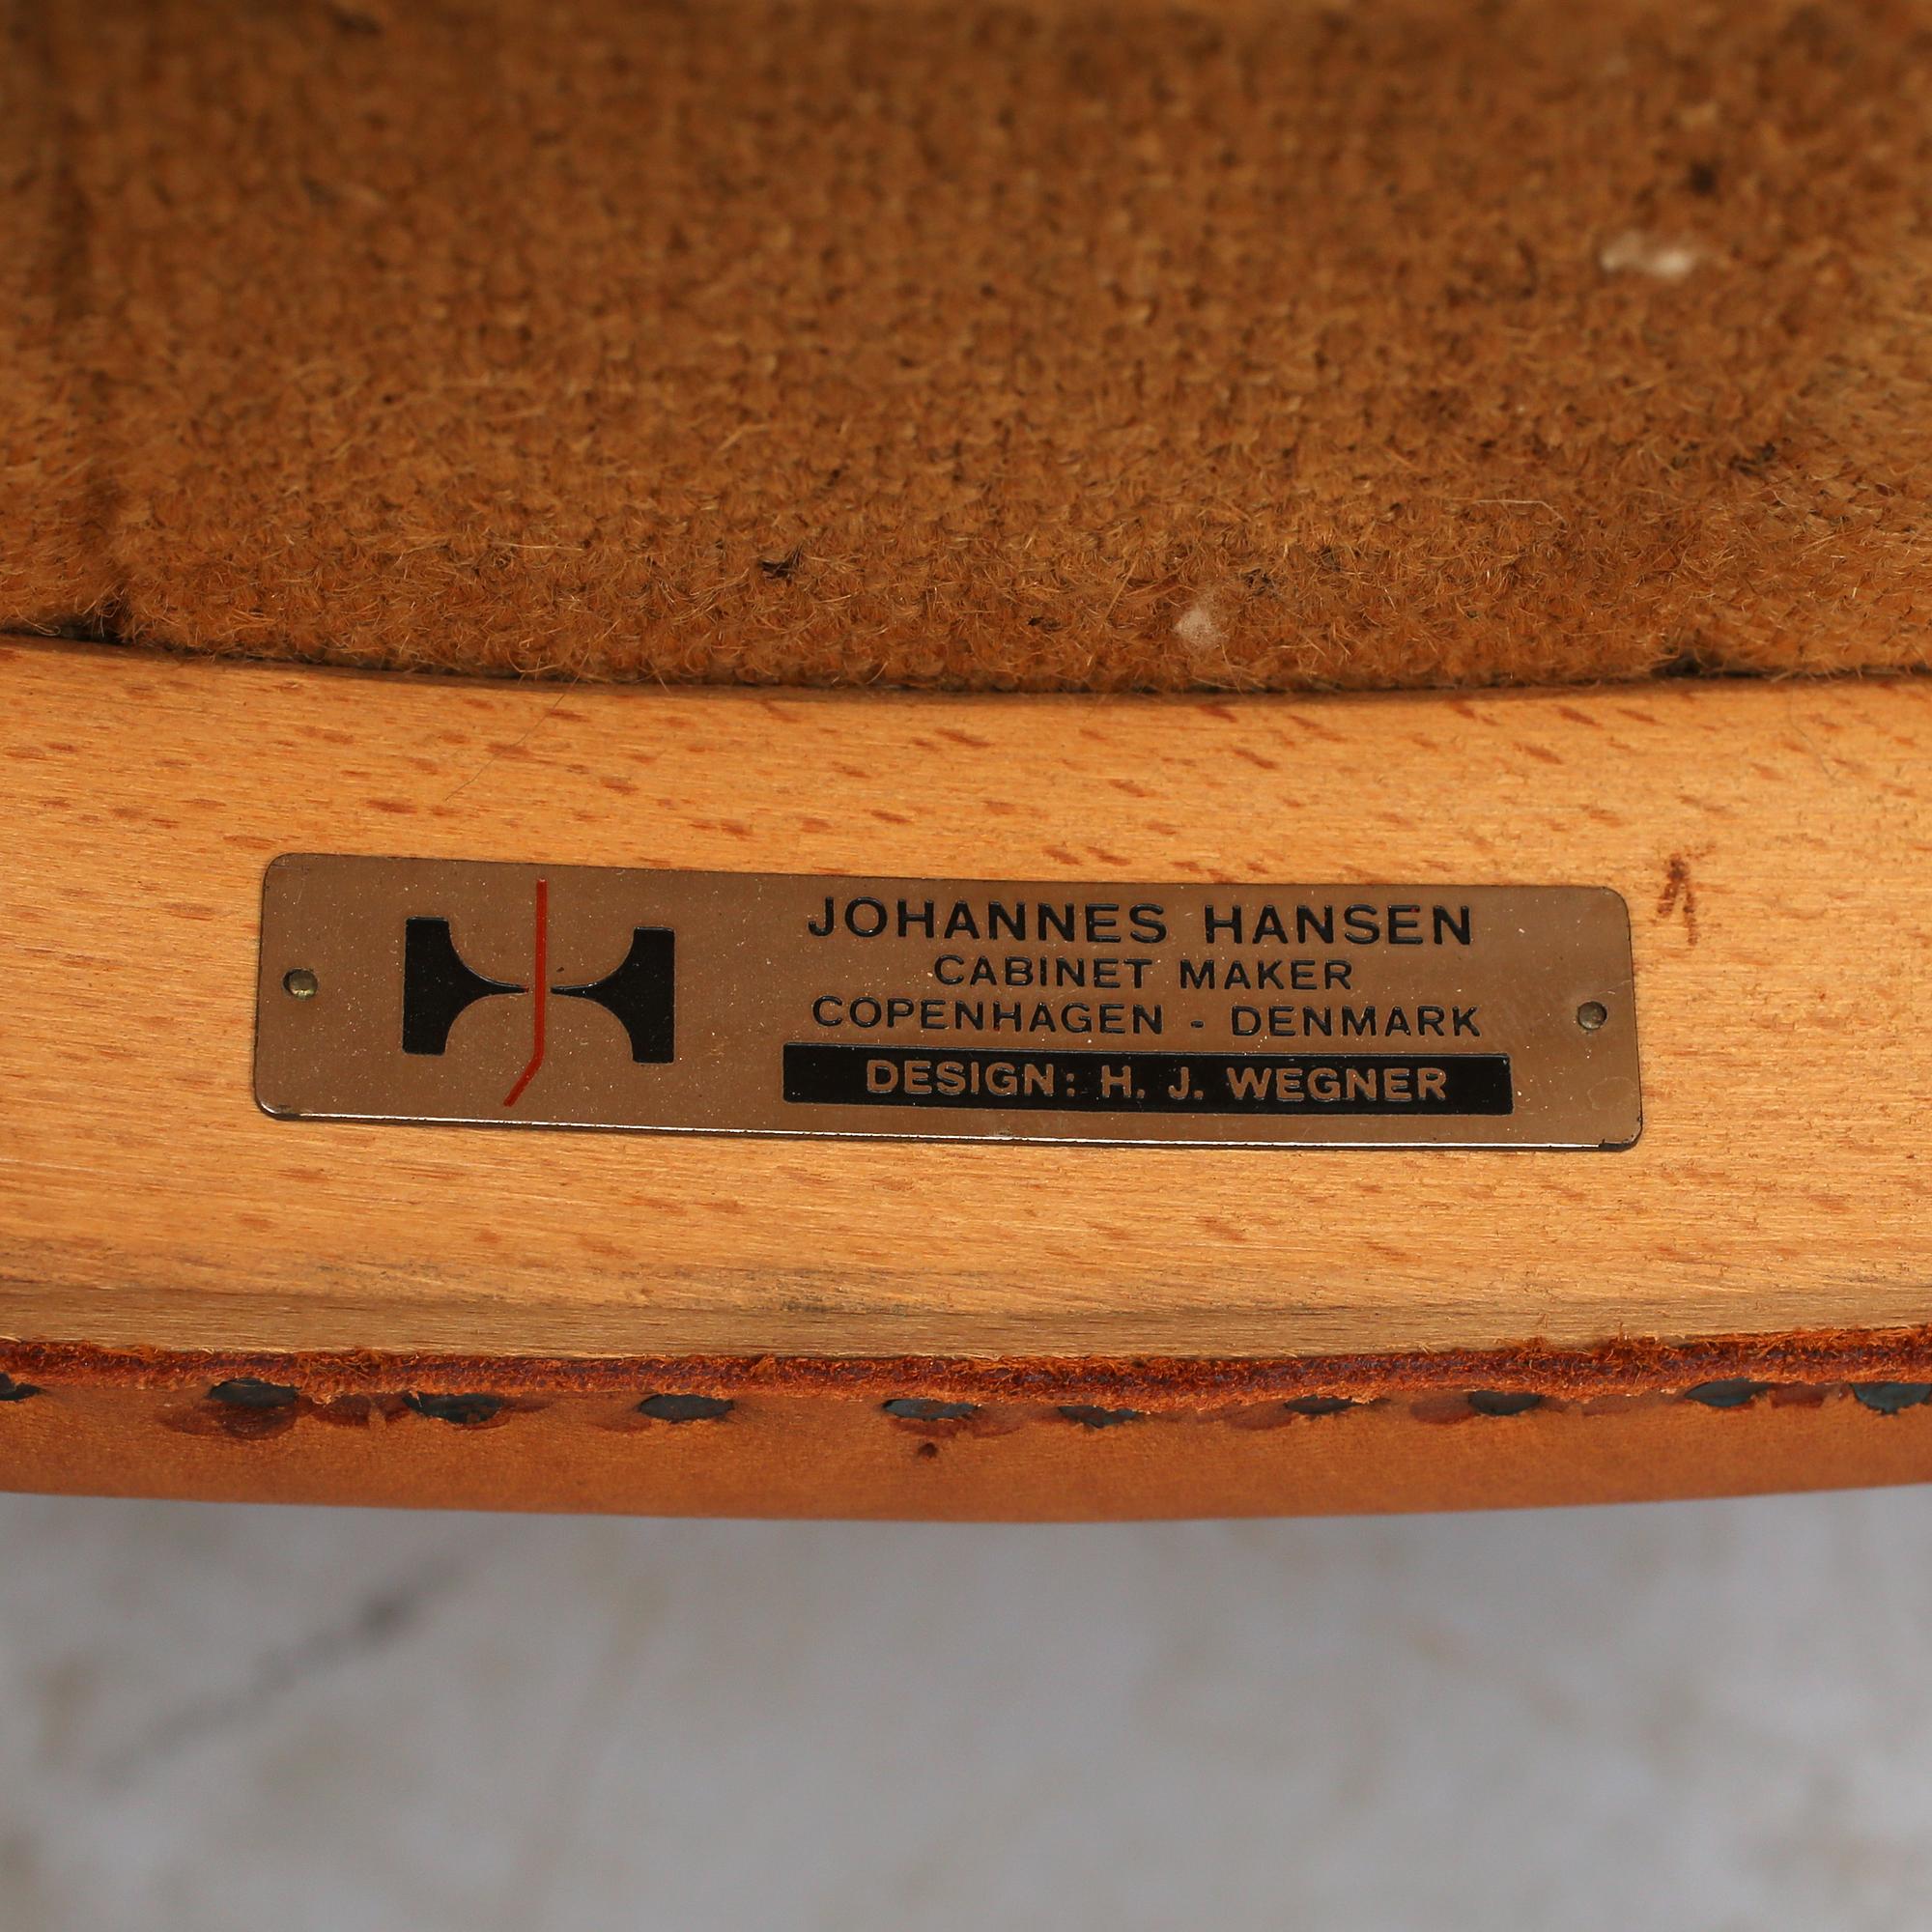 JOHANNES HANSEN
CABINET MAKER
COPENHAGEN - DENMARK
DESIGN: H. J. WEGNER